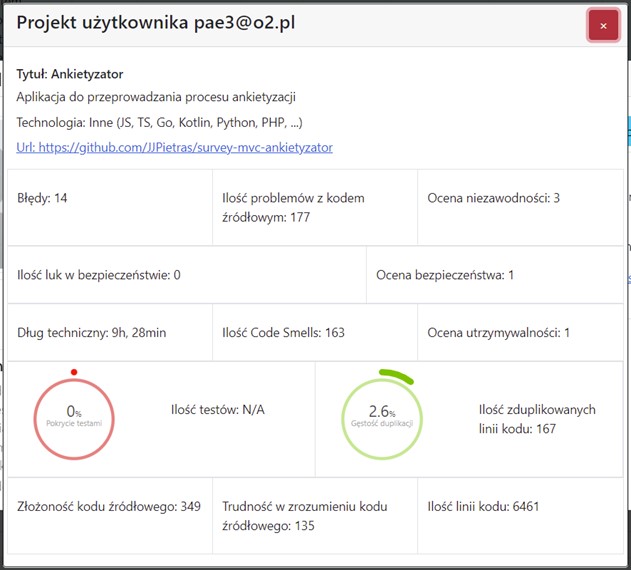 Projekt użytkownika pae3@o2.pl
×
Tytuł: Ankietyzator
Aplikacja do przeprowadzania procesu ankietyzacji
Technologia: Inne (JS, TS, Go, Kotlin, Python, PHP, ...)
Url: https://github.com/JJPietras/survey-mvc-ankietyzator
Błędy: 14
Ilość problemów z kodem
źródłowym: 177
Ocena niezawodności: 3
Ilość luk w bezpieczeństwie: 0
Ocena bezpieczeństwa: 1
Dług techniczny: 9h, 28min
Ilość Code Smells: 163
Ocena utrzymywalności: 1
0%
Pokrycie testami
Ilość testów: N/A
2.6%
Gęstość duplikacji
Ilość zduplikowanych
linii kodu: 167
Złożoność kodu źródłowego: 349
Trudność w zrozumieniu kodu
źródłowego: 135
Ilość linii kodu: 6461